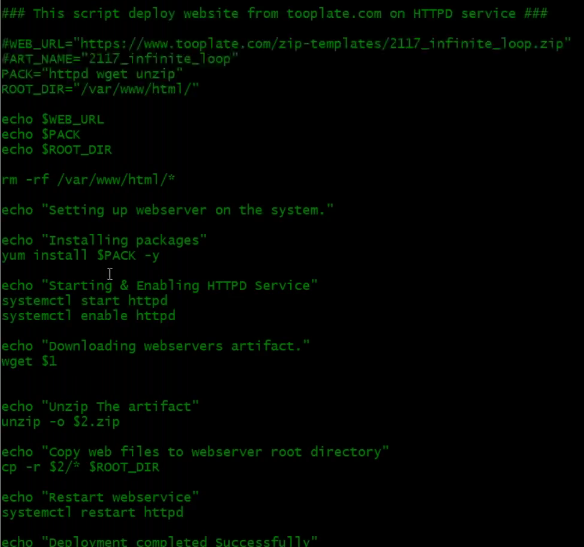 ### This script deploy website from tooplate.com on HTTPD service ###
#WEB_URL="https://www.tooplate.com/zip-templates/2117_infinite_loop.zip"
#ART_NAME="2117_infinite_loop"
PACK="httpd wget unzip"
ROOT_DIR="/var/www/html/"
echo $WEB_URL
echo $PACK
echo $ROOT_DIR
rm -rf /var/www/html/*
echo "Setting up webserver on the system."
echo "Installing packages"
yum install $PACK -y
echo "Starting & Enabling HTTPD Service"
systemctl start httpd
systemctl enable httpd
echo "Downloading webservers artifact."
wget $1
echo "Unzip The artifact"
unzip -o $2.zip
echo "Copy web files to webserver root directory"
cp -r $2/* $ROOT_DIR
echo "Restart webservice"
systemctl restart httpd
echo "Deployment completed Successfully"